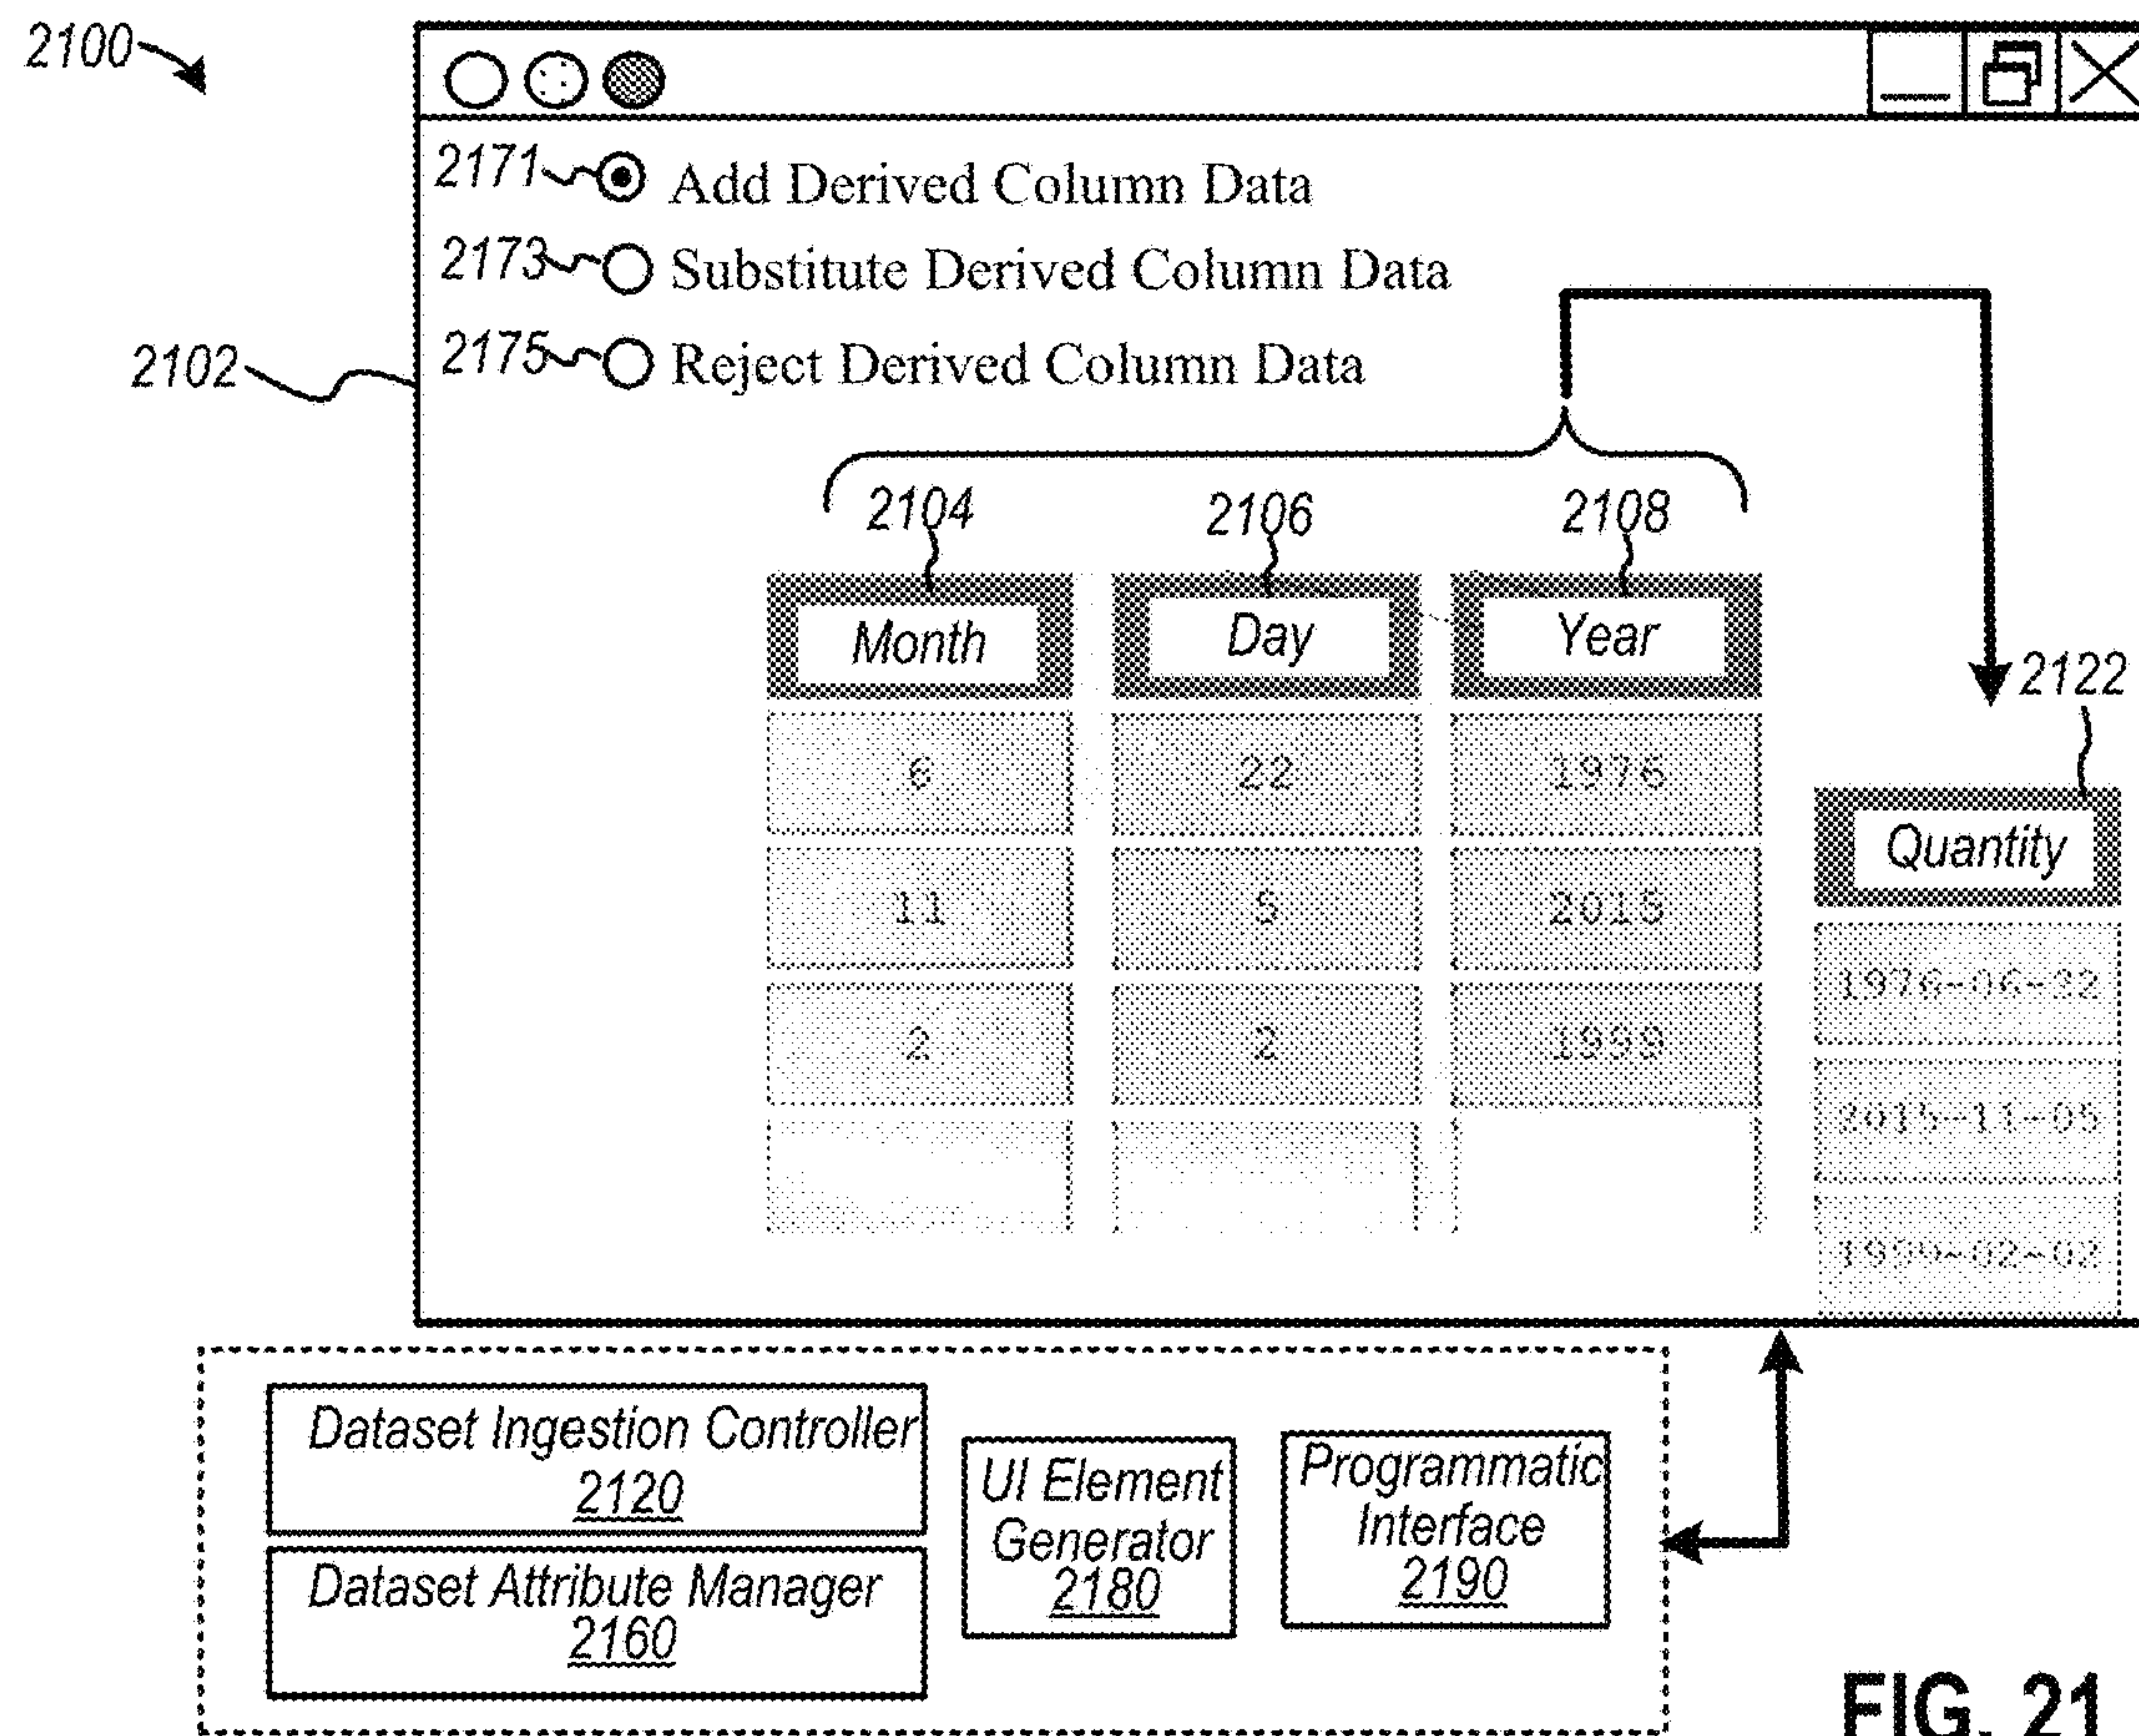 2100
2171 Add Derived Column Data
2173 Substitute Derived Column Data
2102
2175 Reject Derived Column Data
2104 2106 2108
Month Day Year
2122
6 22 1976
Quantity
11 5 2015
1976-06-22
2 2 1999
2015-11-05
1999-02-02
Dataset Ingestion Controller
2120
UI Element
Generator
2180
Programmatic
Interface
2190
Dataset Attribute Manager
2160
FIG. 21